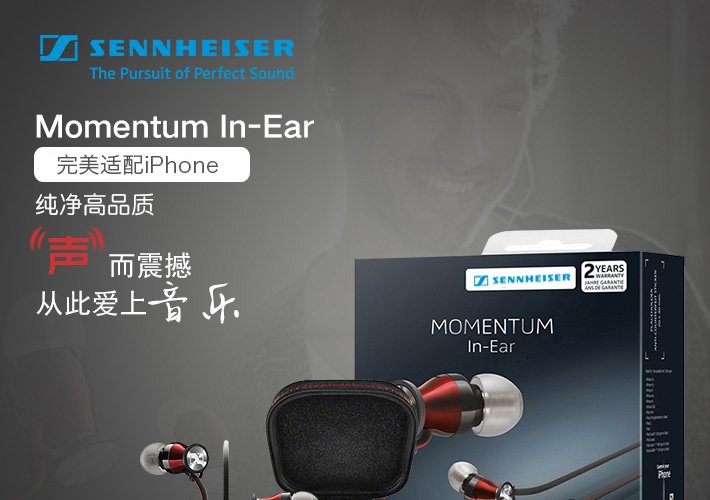 SENNHEISER
The Pursuit of Perfect Sound
Momentum In-Ear
完美适配iPhone
纯净高品质
声而震撼
从此爱上音乐
SENNHEISER
2 YEARS
WARRANTY
JAHRE GARANTIE
ANS DE GARANTIE
MOMENTUM
In-Ear